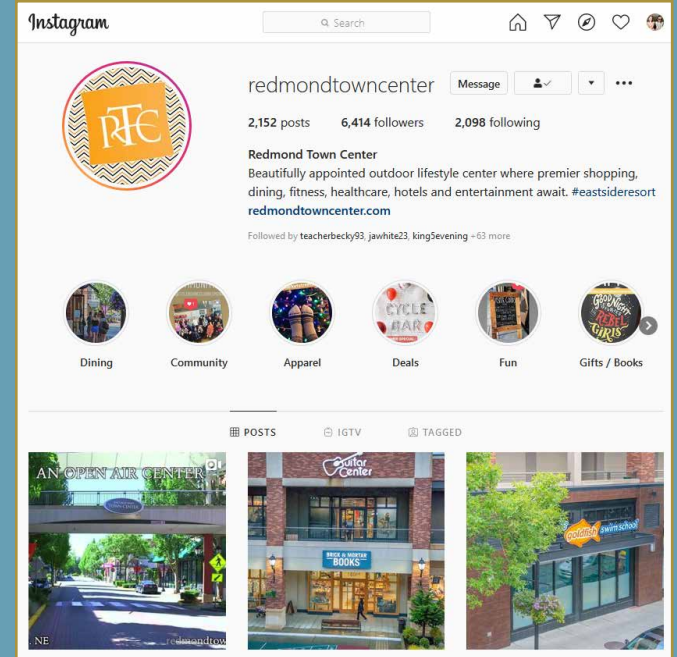 Instagram
Search
redmondtowncenter Message
2,152 posts 6,414 followers 2,098 following
Redmond Town Center
Beautifully appointed outdoor lifestyle center where premier shopping,
dining, fitness, healthcare, hotels and entertainment await. #eastsideresort
redmondtowncenter.com
Followed by teacherbecky93, jawhite23, king5evening +63 more
RTC
CYCLE
BAR
GOOD NIGHT
REBEL
GIRLS
Dining Community Apparel Deals Fun Gifts / Books
POSTS IGTV TAGGED
AN OPEN AIR CENTER
TOWN CENTER
NE redmondtow
Guitar
Center
BRICK & MORTAR
BOOKS
goldfish swim school